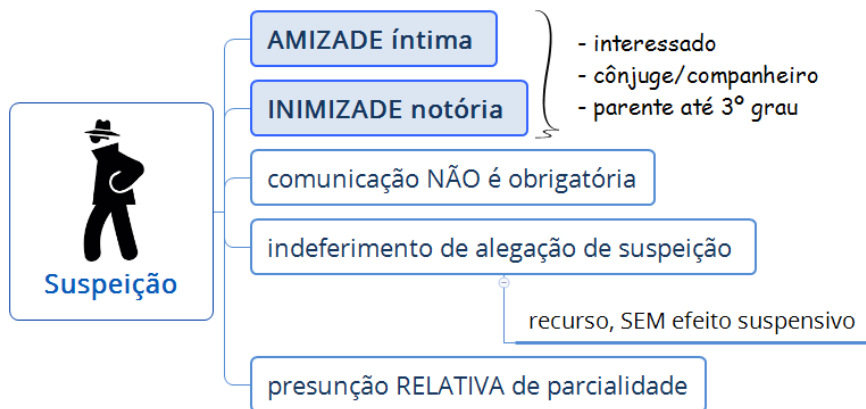 Suspeição
AMIZADE íntima
INIMIZADE notória
- interessado
- cônjuge/companheiro
- parente até 3º grau
comunicação NÃO é obrigatória
indeferimento de alegação de suspeição
recurso, SEM efeito suspensivo
presunção RELATIVA de parcialidade